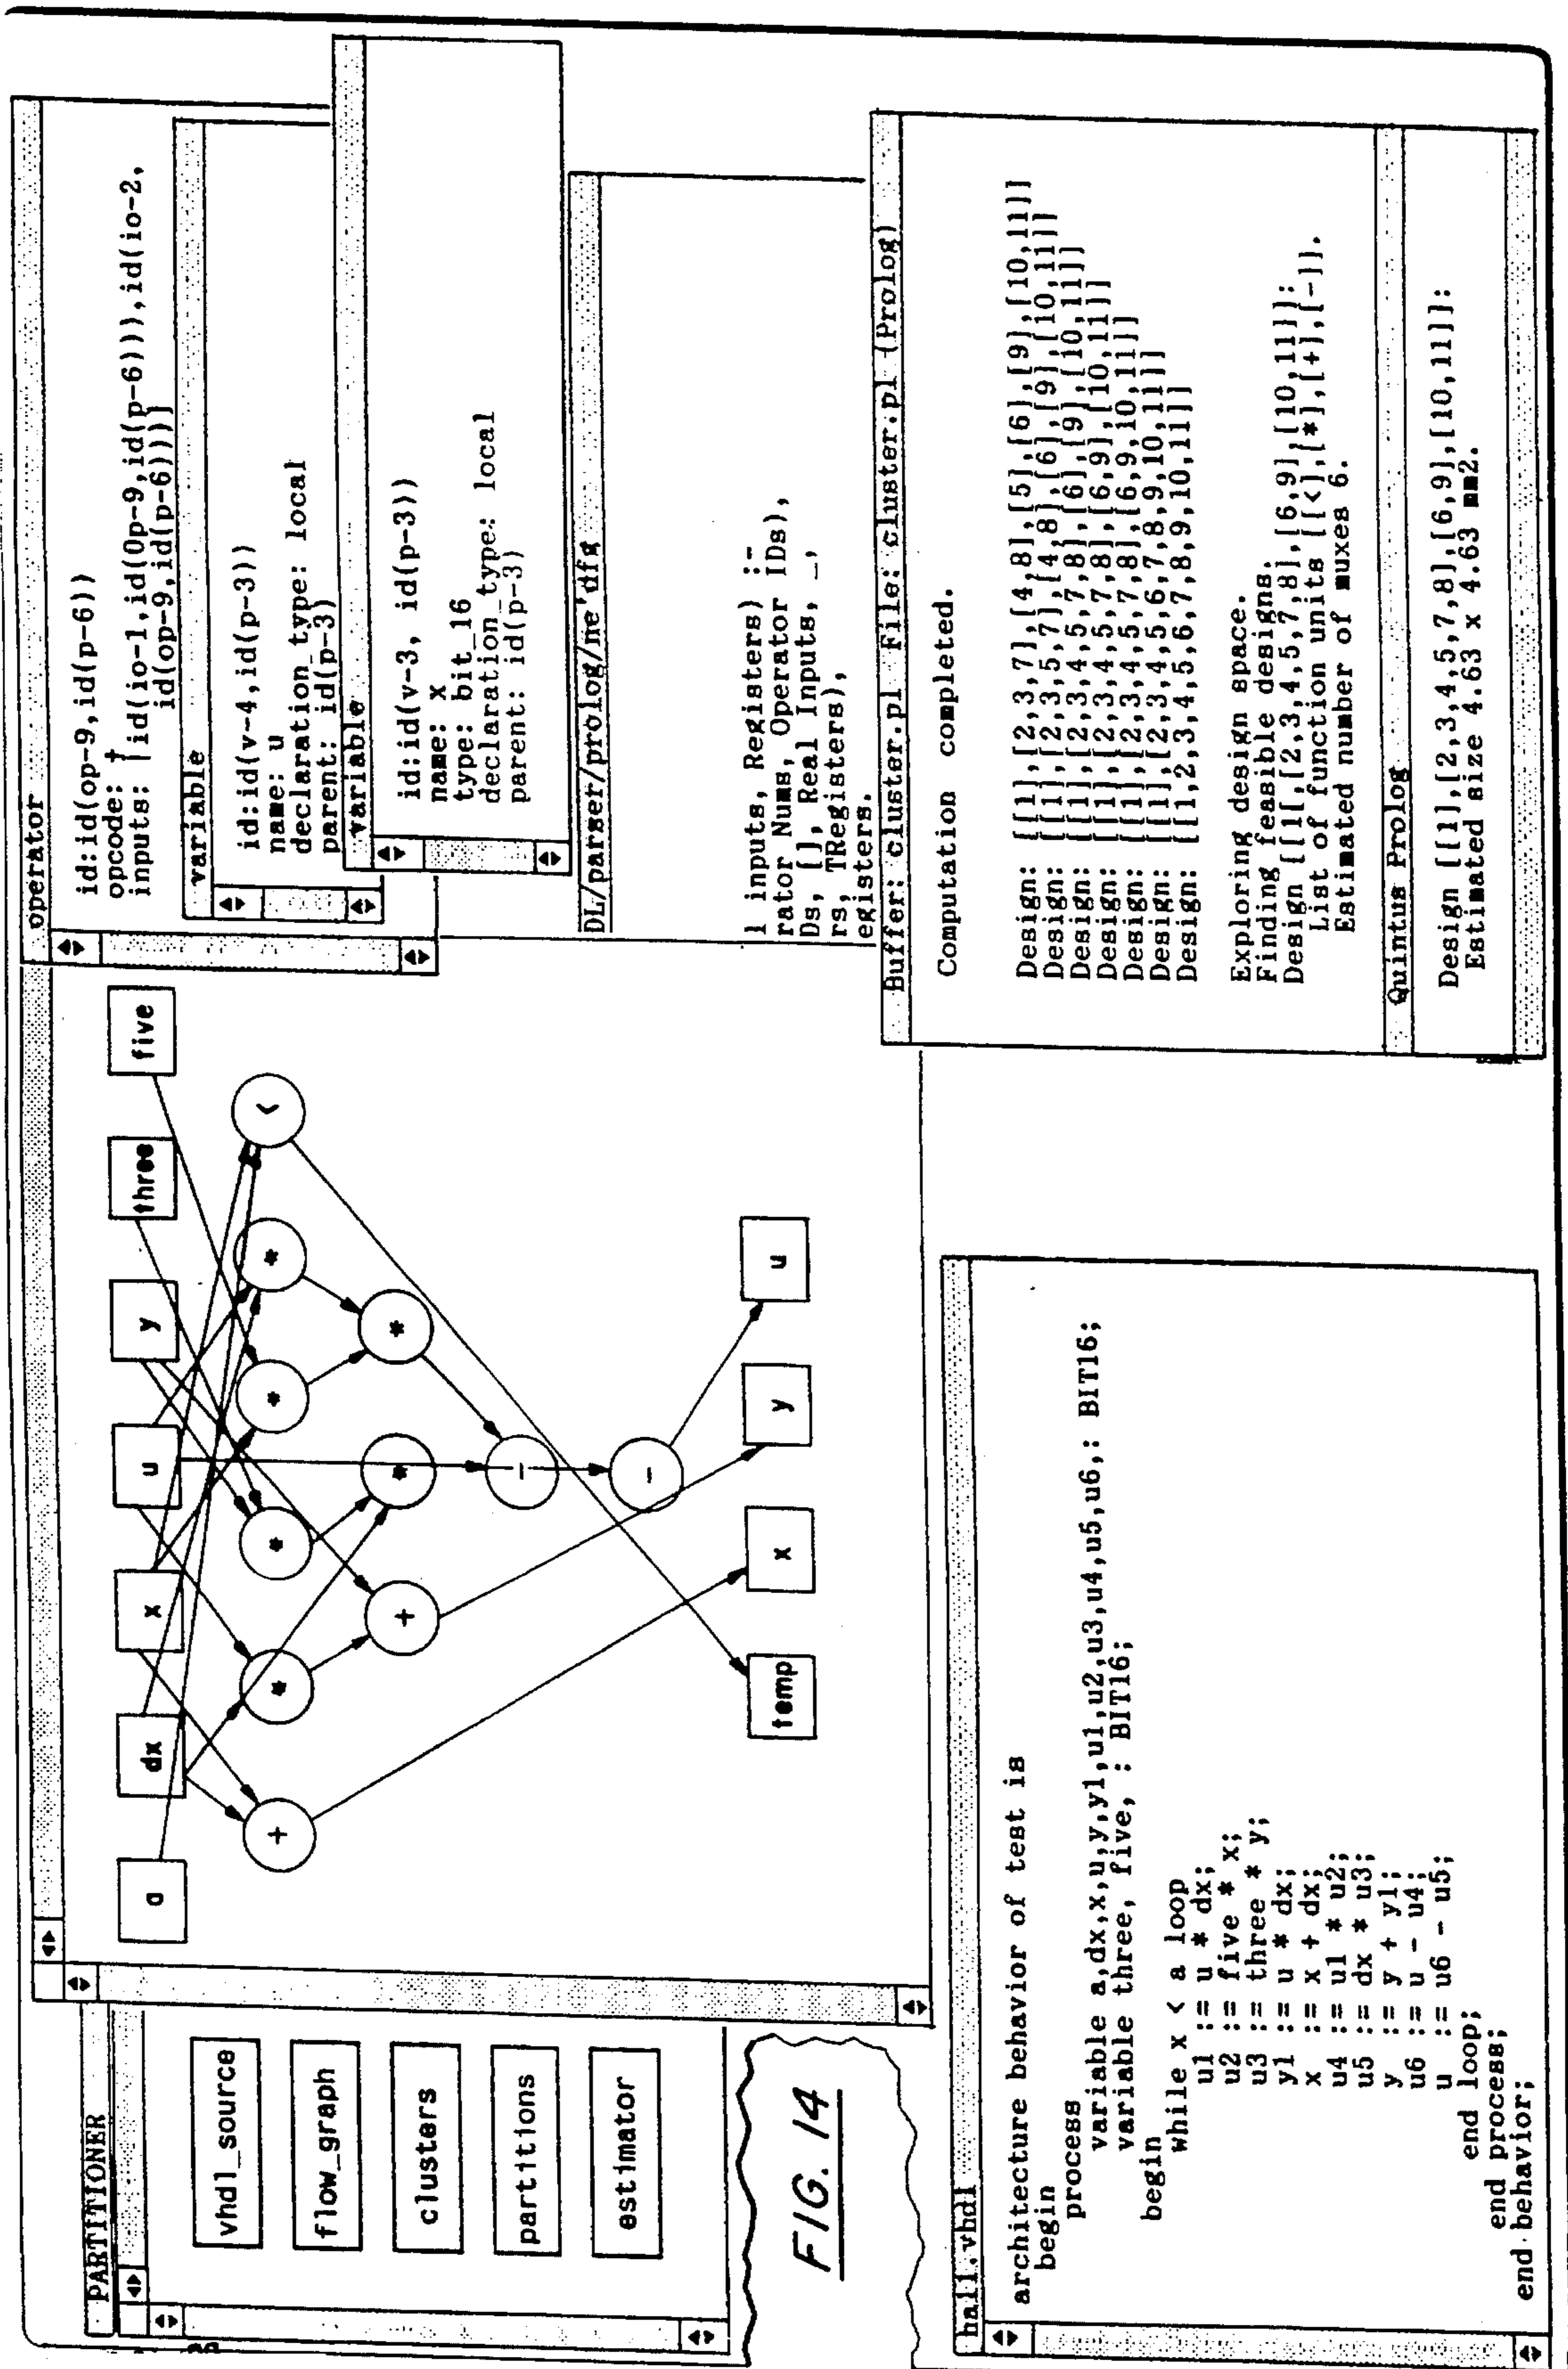 PARTITIONER
vhdl_source
flow_graph
clusters
partitions
estimator
FIG. 14
a
dx
x
u
y
three
five
+
*
*
*
*
<
+
*
*
-
-
temp
x
y
u
operator
id:id(op-9,id(p-6))
opcode: †
inputs: [id(io-1,id(Op-9,id(p-6))),id(io-2,
id(op-9,id(p-6)))]
variable
id:id(v-4,id(p-3))
name: u
declaration_type: local
parent: id(p-3)
variable
id:id(v-3, id(p-3))
name: x
type: bit_16
declaration_type: local
parent: id(p-3)
DL/parser/prolog/ne'dfg
l inputs, Registers) :-
rator Nums, Operator IDs),
Ds, [], Real Inputs, _,
rs, TRegisters),
egisters.
hal1.vhdl
architecture behavior of test is
begin
process
variable a,dx,x,u,y,y1,u1,u2,u3,u4,u5,u6,: BIT16;
variable three, five, : BIT16;
begin
while x < a loop
u1 := u * dx;
u2 := five * x;
u3 := three * y;
y1 := u * dx;
x := x + dx;
u4 := u1 * u2;
u5 := dx * u3;
y := y + y1;
u6 := u - u4;
u := u6 - u5;
end loop;
end process;
end behavior;
Buffer: cluster.pl File: cluster.pl (Prolog)
Computation completed.
Design: [[1],[2,3,7],[4,8],[5],[6],[9],[10,11]]
Design: [[1],[2,3,5,7],[4,8],[6],[9],[10,11]]
Design: [[1],[2,3,4,5,7,8],[6],[9],[10,11]]
Design: [[1],[2,3,4,5,7,8],[6,9],[10,11]]
Design: [[1],[2,3,4,5,7,8],[6,9,10,11]]
Design: [[1],[2,3,4,5,6,7,8,9,10,11]]
Design: [[1,2,3,4,5,6,7,8,9,10,11]]
Exploring design space.
Finding feasible designs.
Design [[1[,[2,3,4,5,7,8],[6,9],[10,11]]:
List of function units [[<],[*],[+],[-]].
Estimated number of muxes 6.
Quintus Prolog
Design [[1],[2,3,4,5,7,8],[6,9],[10,11]]:
Estimated size 4.63 x 4.63 mm2.